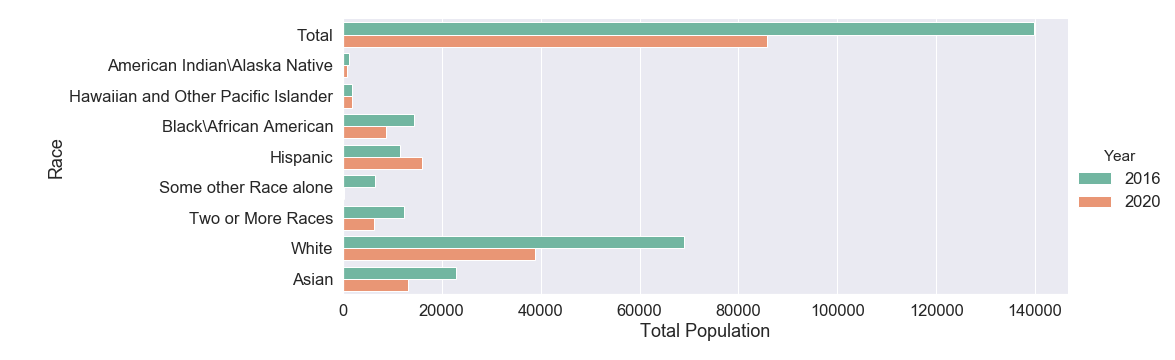 Race
Total
American Indian\Alaska Native
Hawaiian and Other Pacific Islander
Black\African American
Hispanic
Some other Race alone
Two or More Races
White
Asian
0 20000 40000 60000 80000 100000 120000 140000
Total Population
Year
2016
2020